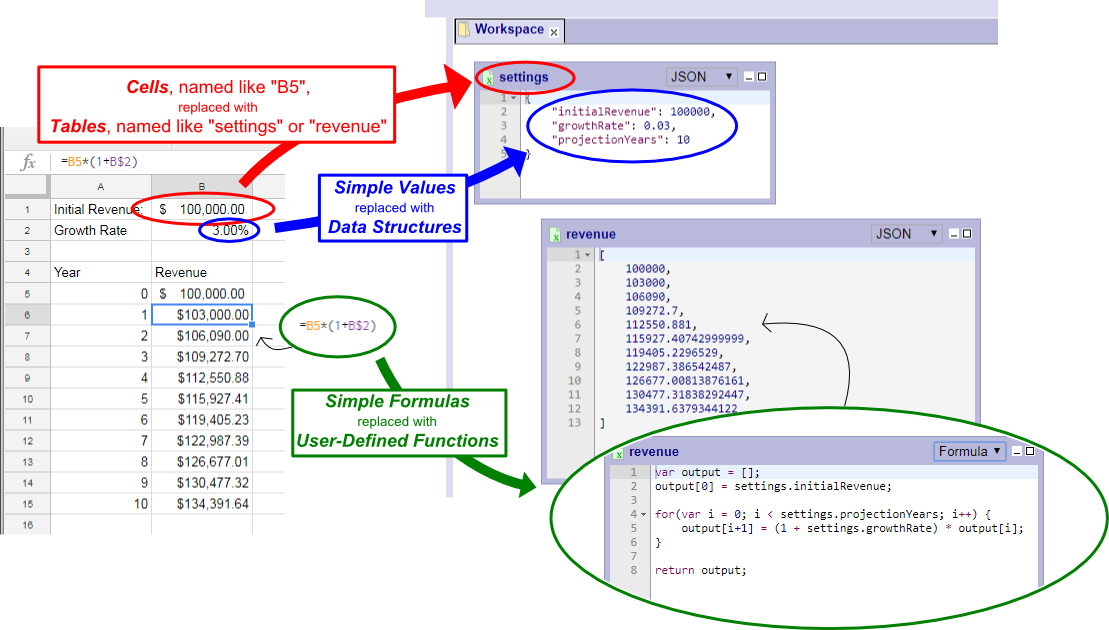 Workspace x
Cells, named like "B5",
replaced with
Tables, named like "settings" or "revenue"
settings JSON
1 {
2 "initialRevenue": 100000,
3 "growthRate": 0.03,
4 "projectionYears": 10
5 }
fx =B5*(1+B$2)
A B
1 Initial Revenue: $ 100,000.00
2 Growth Rate 3.00%
3
4 Year Revenue
5 0 $ 100,000.00
6 1 $103,000.00
7 2 $106,090.00
8 3 $109,272.70
9 4 $112,550.88
10 5 $115,927.41
11 6 $119,405.23
12 7 $122,987.39
13 8 $126,677.01
14 9 $130,477.32
15 10 $134,391.64
16
Simple Values
replaced with
Data Structures
=B5*(1+B$2)
Simple Formulas
replaced with
User-Defined Functions
revenue JSON
1 [
2 100000,
3 103000,
4 106090,
5 109272.7,
6 112550.881,
7 115927.40742999999,
8 119405.2296529,
9 122987.386542487,
10 126677.00813876161,
11 130477.31838292447,
12 134391.6379344122
13 ]
revenue Formula
1 var output = [];
2 output[0] = settings.initialRevenue;
3
4 for(var i = 0; i < settings.projectionYears; i++) {
5 output[i+1] = (1 + settings.growthRate) * output[i];
6 }
7
8 return output;